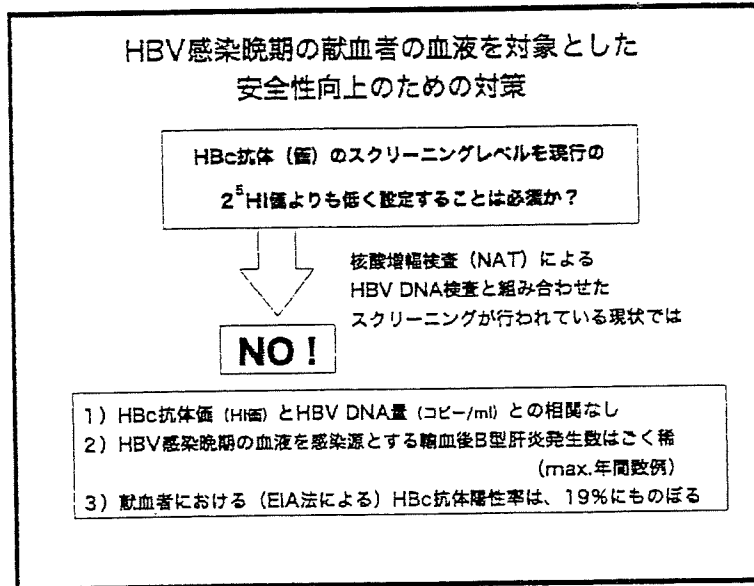 HBV感染晩期の献血者の血液を対象とした
安全性向上のための対策
HBc抗体（価）のスクリーニングレベルを現行の
2⁵HI価よりも低く設定することは必須か？
核酸増幅検査（NAT）による
HBV DNA検査と組み合わせた
スクリーニングが行われている現状では
NO！
1）HBc抗体価（HI価）とHBV DNA量（コピー/ml）との相関なし
2）HBV感染晩期の血液を感染源とする輸血後B型肝炎発生数はごく稀
（max.年間数例）
3）献血者における（EIA法による）HBc抗体陽性率は、19%にものぼる